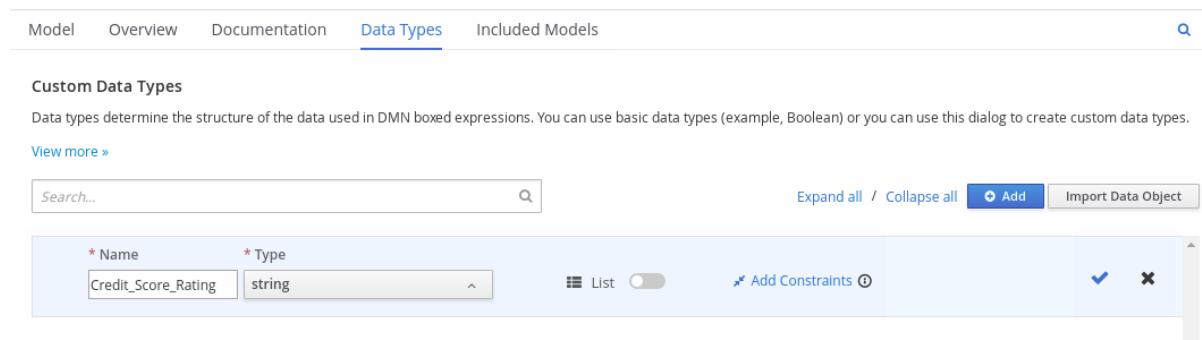 Model Overview Documentation Data Types Included Models
Custom Data Types
Data types determine the structure of the data used in DMN boxed expressions. You can use basic data types (example, Boolean) or you can use this dialog to create custom data types.
View more »
Search...
Expand all / Collapse all Add Import Data Object
* Name * Type
Credit_Score_Rating string List Add Constraints